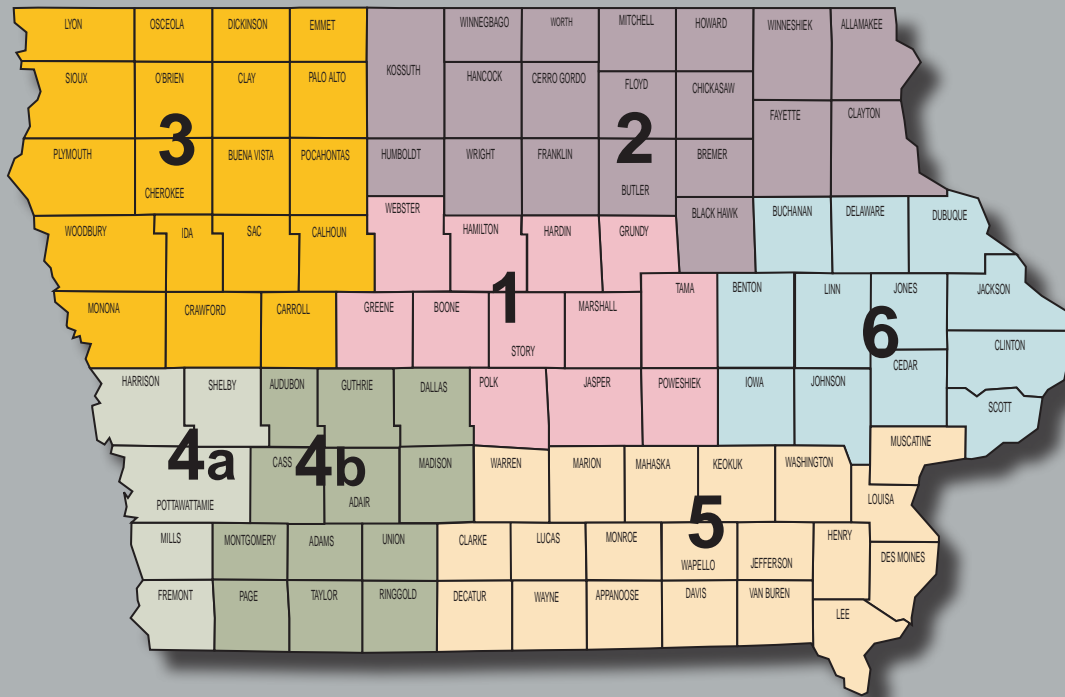 LYON OSCEOLA DICKINSON EMMET WINNEGBAGO WORTH MITCHELL HOWARD WINNESHIEK ALLAMAKEE
SIOUX O'BRIEN CLAY PALO ALTO KOSSUTH HANCOCK CERRO GORDO FLOYD CHICKASAW
FAYETTE CLAYTON
3 2
PLYMOUTH BUENA VISTA POCAHONTAS HUMBOLDT WRIGHT FRANKLIN BREMER
CHEROKEE BUTLER
WEBSTER BLACK HAWK BUCHANAN DELAWARE DUBUQUE
WOODBURY IDA SAC CALHOUN HAMILTON HARDIN GRUNDY
1
MONONA CRAWFORD CARROLL GREENE BOONE MARSHALL TAMA BENTON LINN JONES JACKSON
6
STORY CEDAR CLINTON
HARRISON SHELBY AUDUBON GUTHRIE DALLAS POLK JASPER POWESHIEK IOWA JOHNSON
SCOTT
4a 4b
MUSCATINE
CASS MADISON WARREN MARION MAHASKA KEOKUK WASHINGTON
POTTAWATTAMIE ADAIR LOUISA
5
MILLS MONTGOMERY ADAMS UNION CLARKE LUCAS MONROE HENRY
WAPELLO JEFFERSON DES MOINES
FREMONT PAGE TAYLOR RINGGOLD DECATUR WAYNE APPANOOSE DAVIS VAN BUREN
LEE